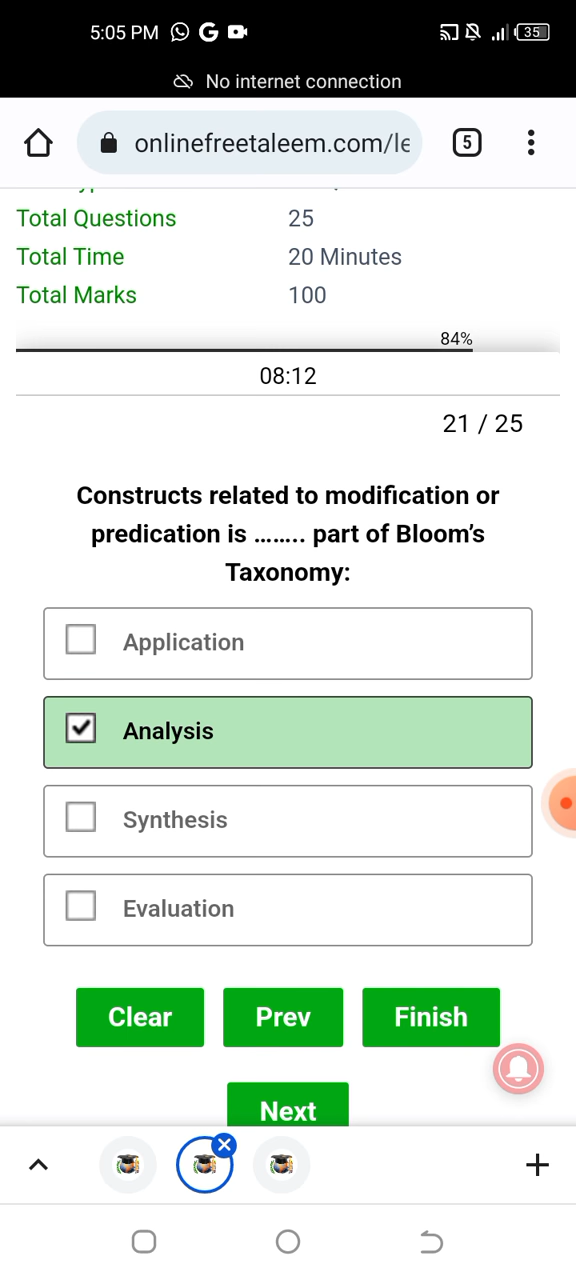 5:05 PM
35
No internet connection
onlinefreetaleem.com/le
5
Total Questions 25
Total Time 20 Minutes
Total Marks 100
84%
08:12
21 / 25
Constructs related to modification or
predication is …….. part of Bloom’s
Taxonomy:
Application
Analysis
Synthesis
Evaluation
Clear Prev Finish
Next